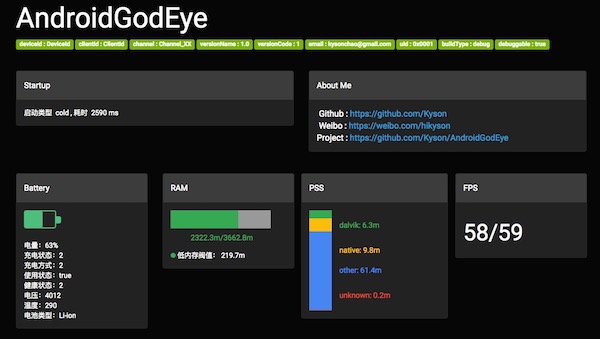 AndroidGodEye
deviceId : DeviceId clientId : ClientId channel : Channel_XX versionName : 1.0 versionCode : 1 email : kysonchao@gmail.com uid : 0x0001 buildType : debug debuggable : true
Startup
启动类型 cold , 耗时 2590 ms
About Me
Github : https://github.com/Kyson
Weibo : https://weibo.com/hikyson
Project : https://github.com/Kyson/AndroidGodEye
Battery
电量：63%
充电状态：2
充电方式：2
使用状态：true
健康状态：2
电压：4012
温度：290
电池类型：Li-ion
RAM
2322.3m/3662.8m
低内存阀值： 219.7m
PSS
dalvik: 6.3m
native: 9.8m
other: 61.4m
unknown: 0.2m
FPS
58/59